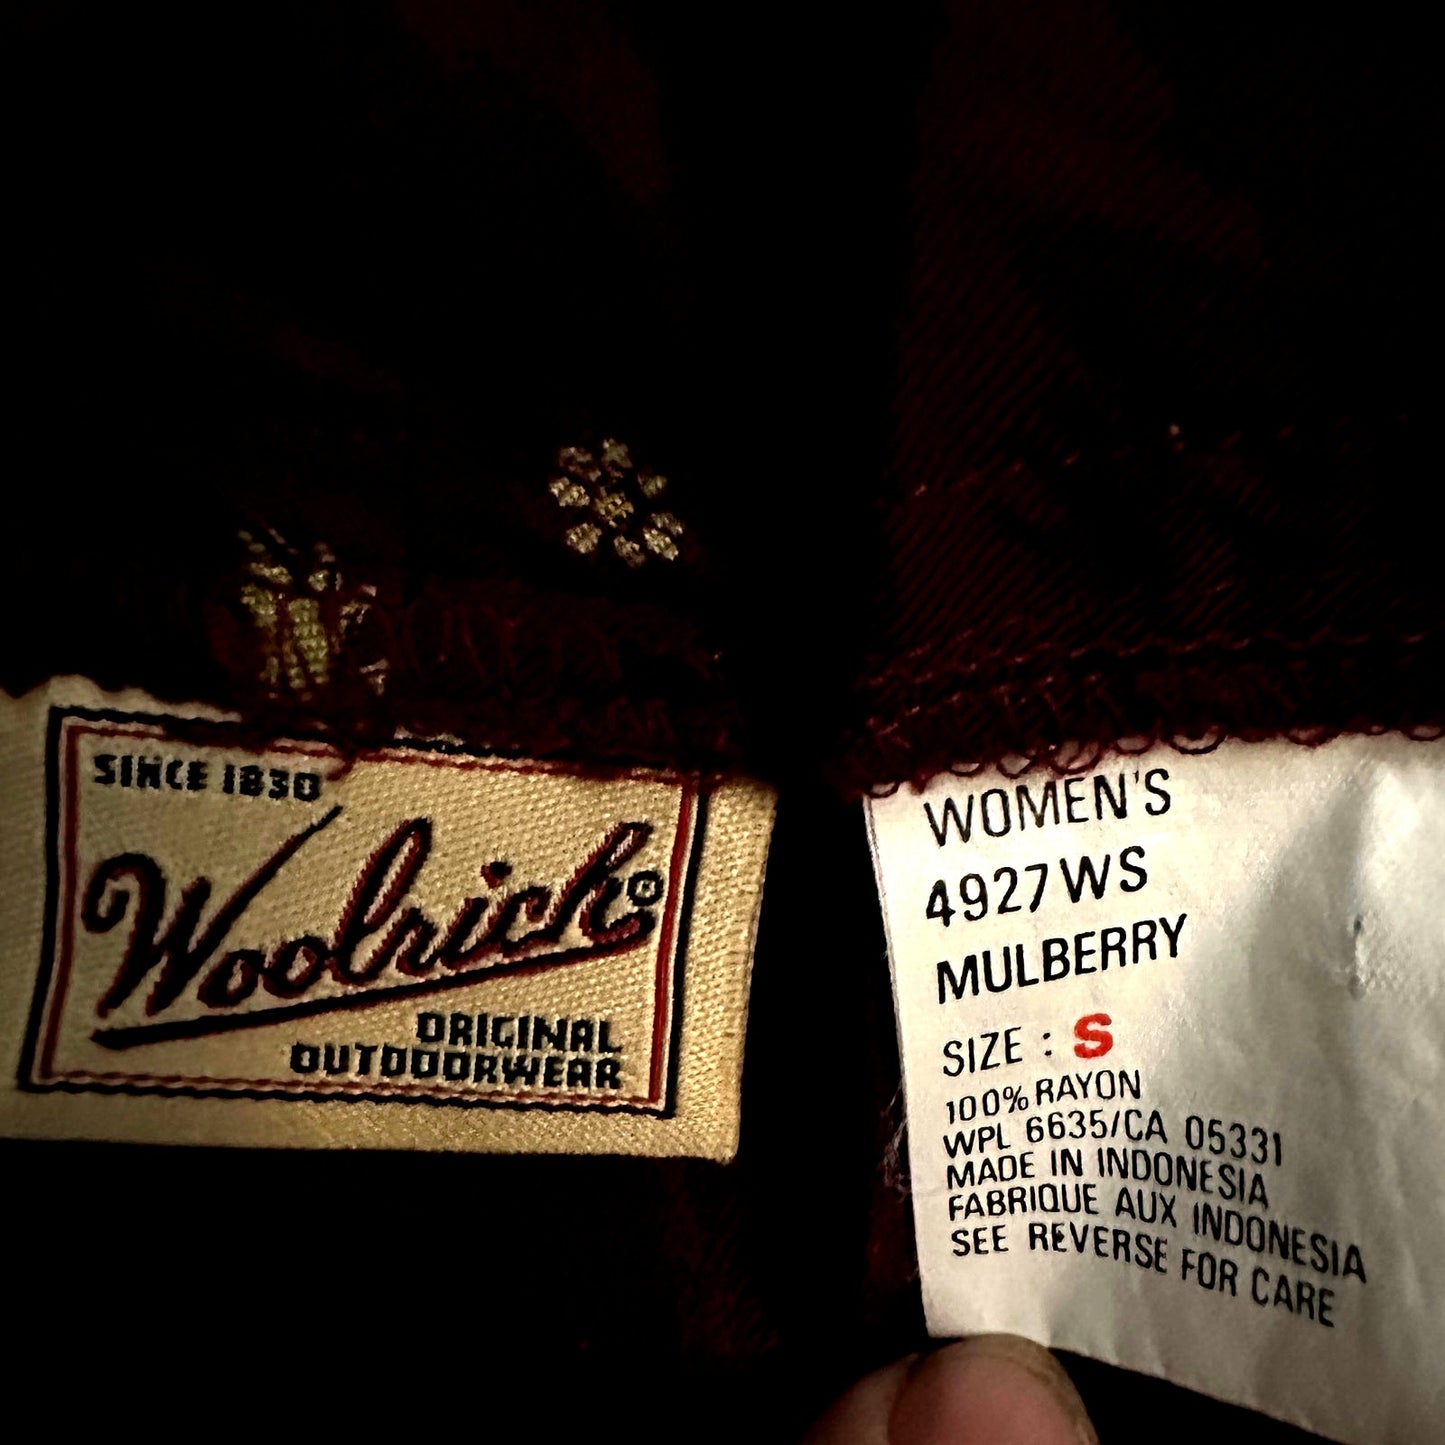 SINCE 1830
Woolrich®
ORIGINAL
OUTDOORWEAR
WOMEN'S
4927WS
MULBERRY
SIZE : S
100% RAYON
WPL 6635/CA 05331
MADE IN INDONESIA
FABRIQUE AUX INDONESIA
SEE REVERSE FOR CARE